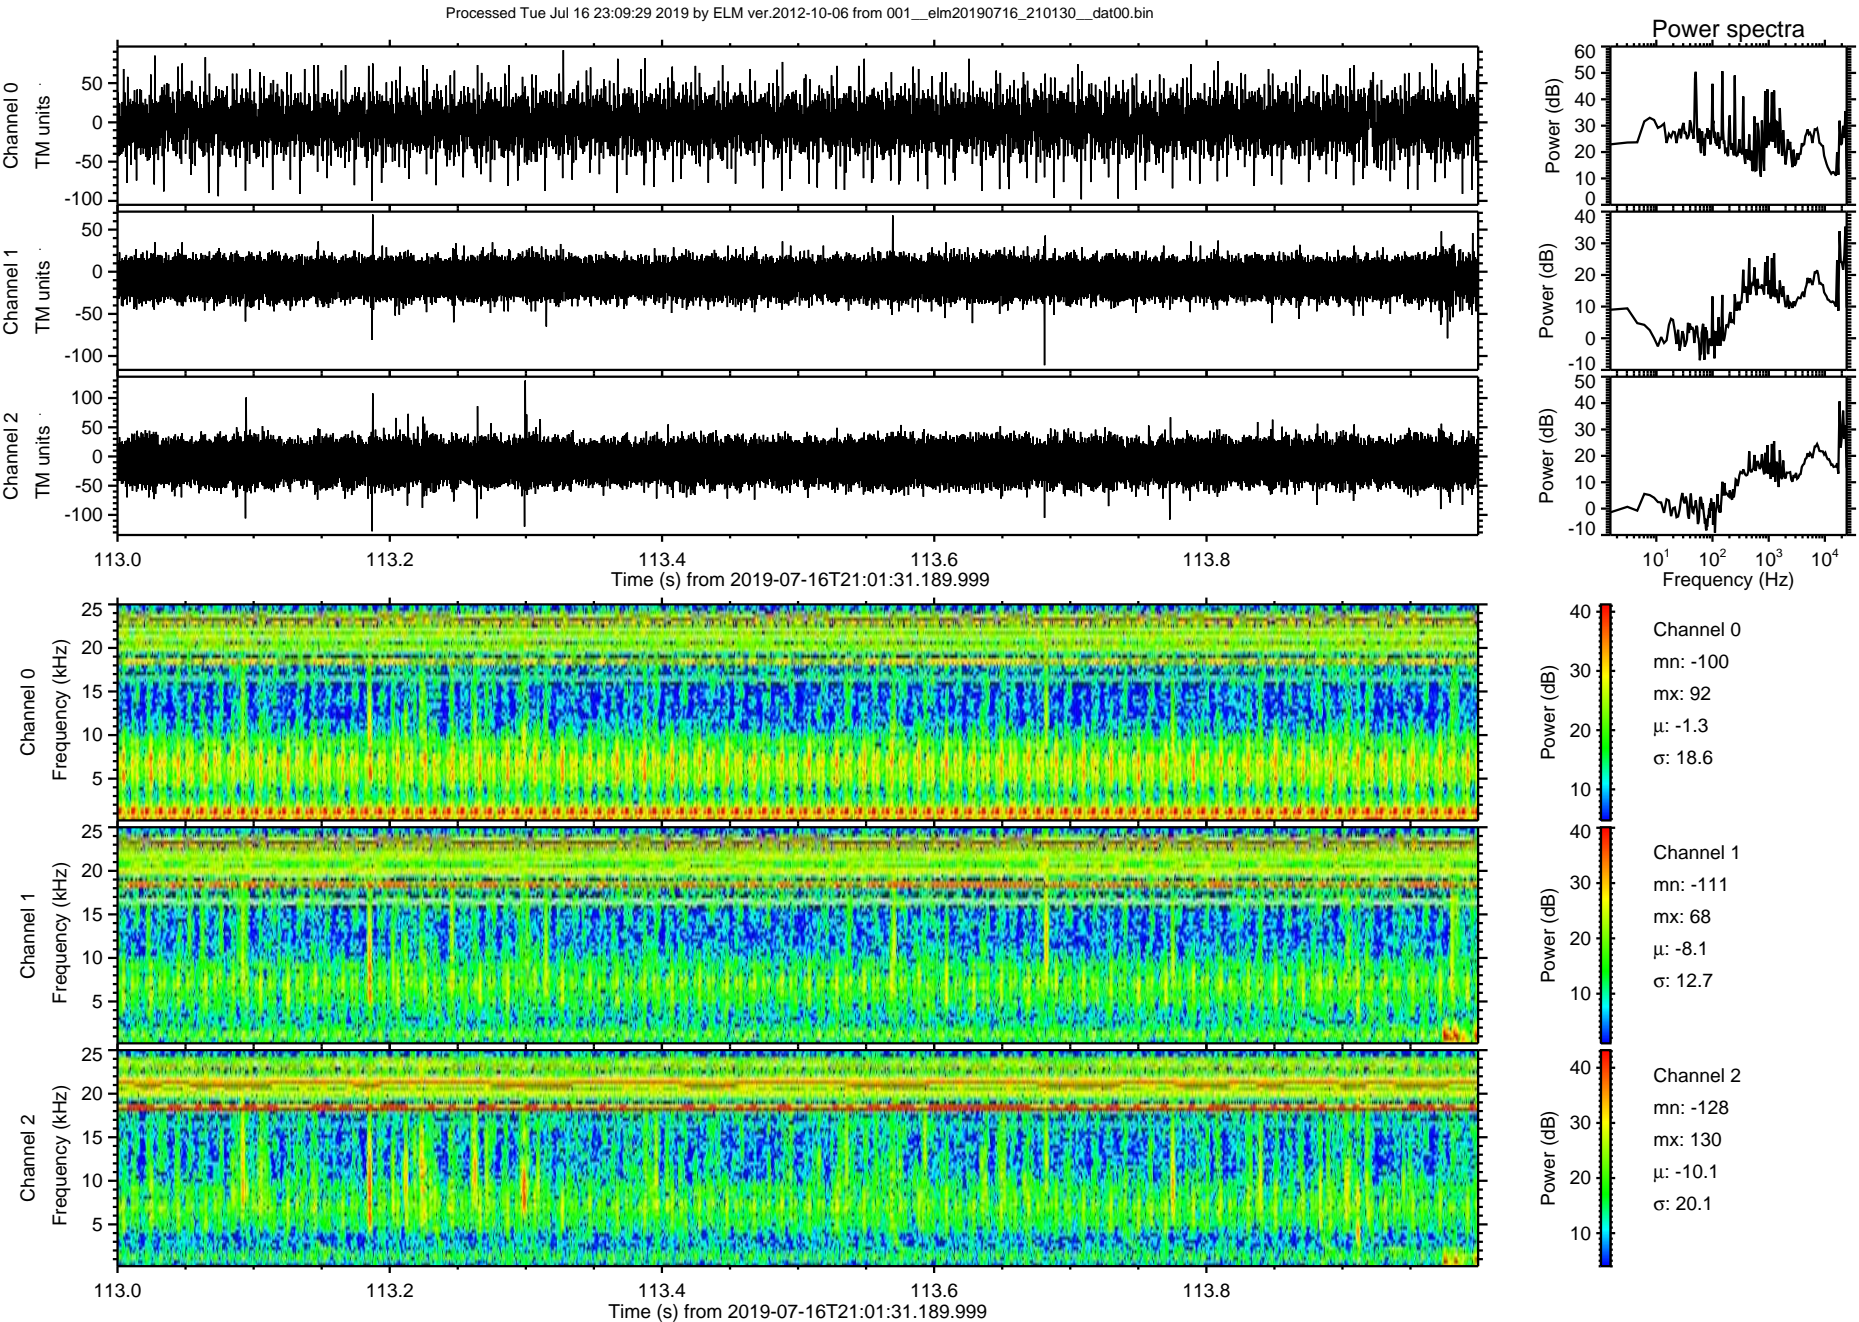 Processed Tue Jul 16 23:09:29 2019 by ELM ver.2012-10-06 from 001__elm20190716_210130__dat00.bin
Power spectra
Channel 0
TM units
50
0
-50
-100
Power (dB)
60
50
40
30
20
10
0
Channel 1
TM units
50
0
-50
-100
Power (dB)
40
30
20
10
0
-10
Channel 2
TM units
100
50
0
-50
-100
Power (dB)
50
40
30
20
10
0
-10
113.0 113.2 113.4 113.6 113.8
Time (s) from 2019-07-16T21:01:31.189.999
10¹ 10² 10³ 10⁴
Frequency (Hz)
Channel 0
Frequency (kHz)
25
20
15
10
5
Power (dB)
40
30
20
10
Channel 0
mn: -100
mx: 92
µ: -1.3
σ: 18.6
Channel 1
Frequency (kHz)
25
20
15
10
5
Power (dB)
40
30
20
10
Channel 1
mn: -111
mx: 68
µ: -8.1
σ: 12.7
Channel 2
Frequency (kHz)
25
20
15
10
5
Power (dB)
40
30
20
10
Channel 2
mn: -128
mx: 130
µ: -10.1
σ: 20.1
113.0 113.2 113.4 113.6 113.8
Time (s) from 2019-07-16T21:01:31.189.999